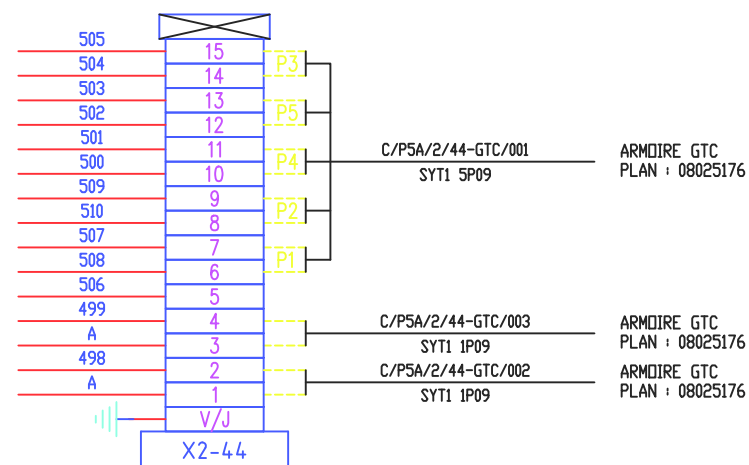 505 15 P3
504 14
503 13 P5
502 12
501 11 P4 C/P5A/2/44-GTC/001 ARMOIRE GTC
500 10 SYT1 5P09 PLAN : 08025176
509 9 P2
510 8
507 7 P1
508 6
506 5
499 4 C/P5A/2/44-GTC/003 ARMOIRE GTC
A 3 SYT1 1P09 PLAN : 08025176
498 2 C/P5A/2/44-GTC/002 ARMOIRE GTC
A 1 SYT1 1P09 PLAN : 08025176
V/J
X2-44